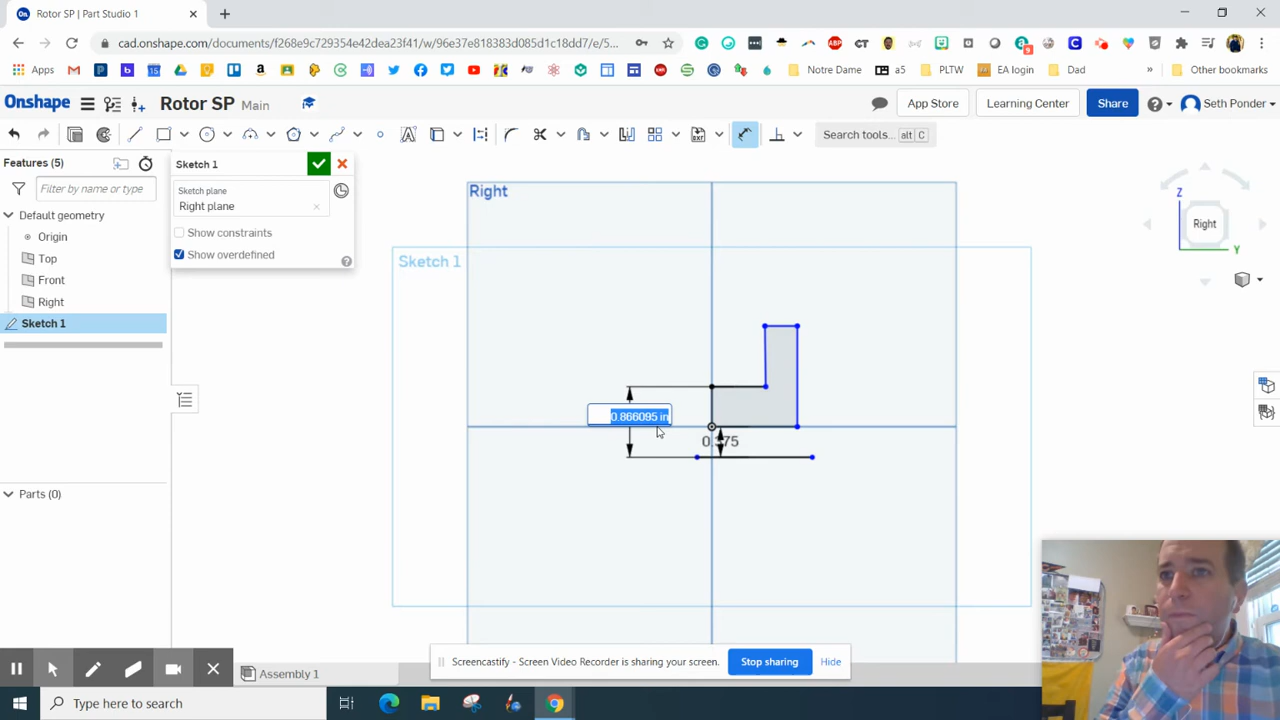 Rotor SP | Part Studio 1
cad.onshape.com/documents/f268e9c729354e42dea23f41/w/96d7e818383d085d1c18dd7/e/5...
Apps
Notre Dame
a5
PLTW
EA login
Dad
Other bookmarks
Onshape
Rotor SP Main
App Store
Learning Center
Share
Seth Ponder
Search tools... alt C
Features (5)
Filter by name or type
Default geometry
Origin
Top
Front
Right
Sketch 1
Parts (0)
Sketch 1
Sketch plane
Right plane
Show constraints
Show overdefined
Right
Sketch 1
0.866095 in
Z
Right
Y
Screencastify - Screen Video Recorder is sharing your screen.
Stop sharing
Hide
Assembly 1
Type here to search